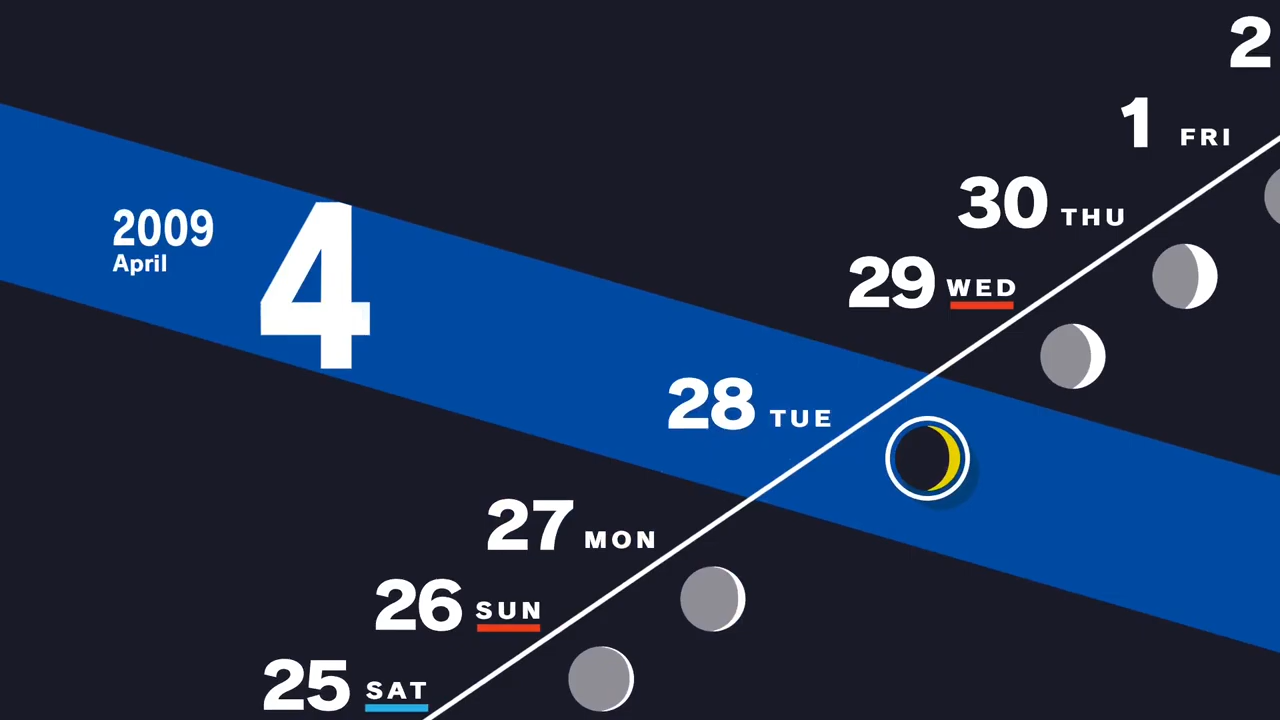 2
1 FRI
30 THU
29 WED
2009
April
4
28 TUE
27 MON
26 SUN
25 SAT